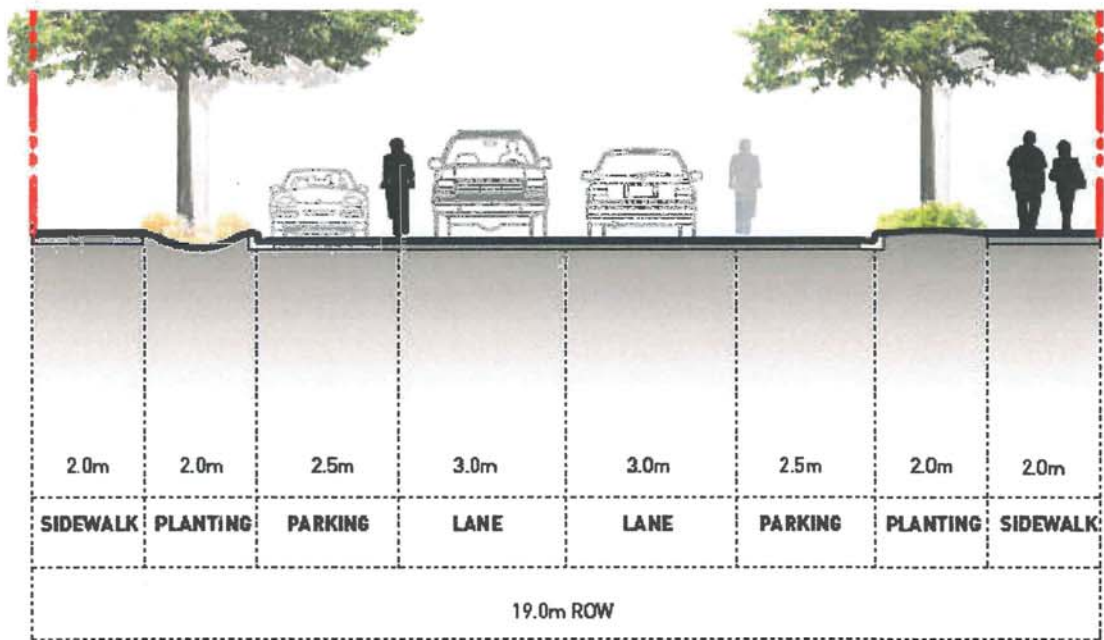 2.0m 2.0m 2.5m 3.0m 3.0m 2.5m 2.0m 2.0m
SIDEWALK PLANTING PARKING LANE LANE PARKING PLANTING SIDEWALK
19.0m ROW